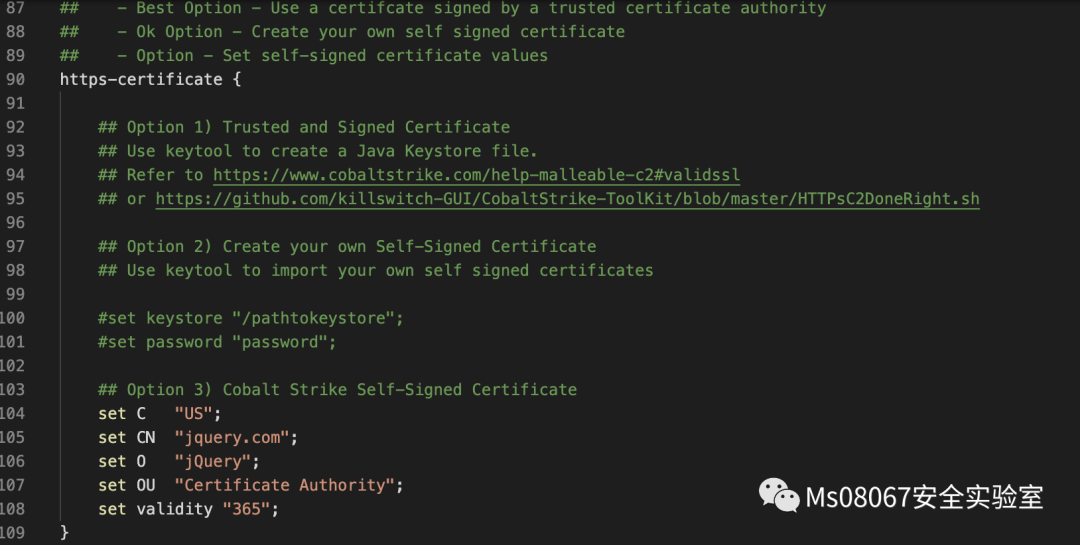 87 ## - Best Option - Use a certifcate signed by a trusted certificate authority
88 ## - Ok Option - Create your own self signed certificate
89 ## - Option - Set self-signed certificate values
90 https-certificate {
91
92 ## Option 1) Trusted and Signed Certificate
93 ## Use keytool to create a Java Keystore file.
94 ## Refer to https://www.cobaltstrike.com/help-malleable-c2#validssl
95 ## or https://github.com/killswitch-GUI/CobaltStrike-ToolKit/blob/master/HTTPsC2DoneRight.sh
96
97 ## Option 2) Create your own Self-Signed Certificate
98 ## Use keytool to import your own self signed certificates
99
100 #set keystore "/pathtokeystore";
101 #set password "password";
102
103 ## Option 3) Cobalt Strike Self-Signed Certificate
104 set C "US";
105 set CN "jquery.com";
106 set O "jQuery";
107 set OU "Certificate Authority";
108 set validity "365";
109 }
Ms08067安全实验室